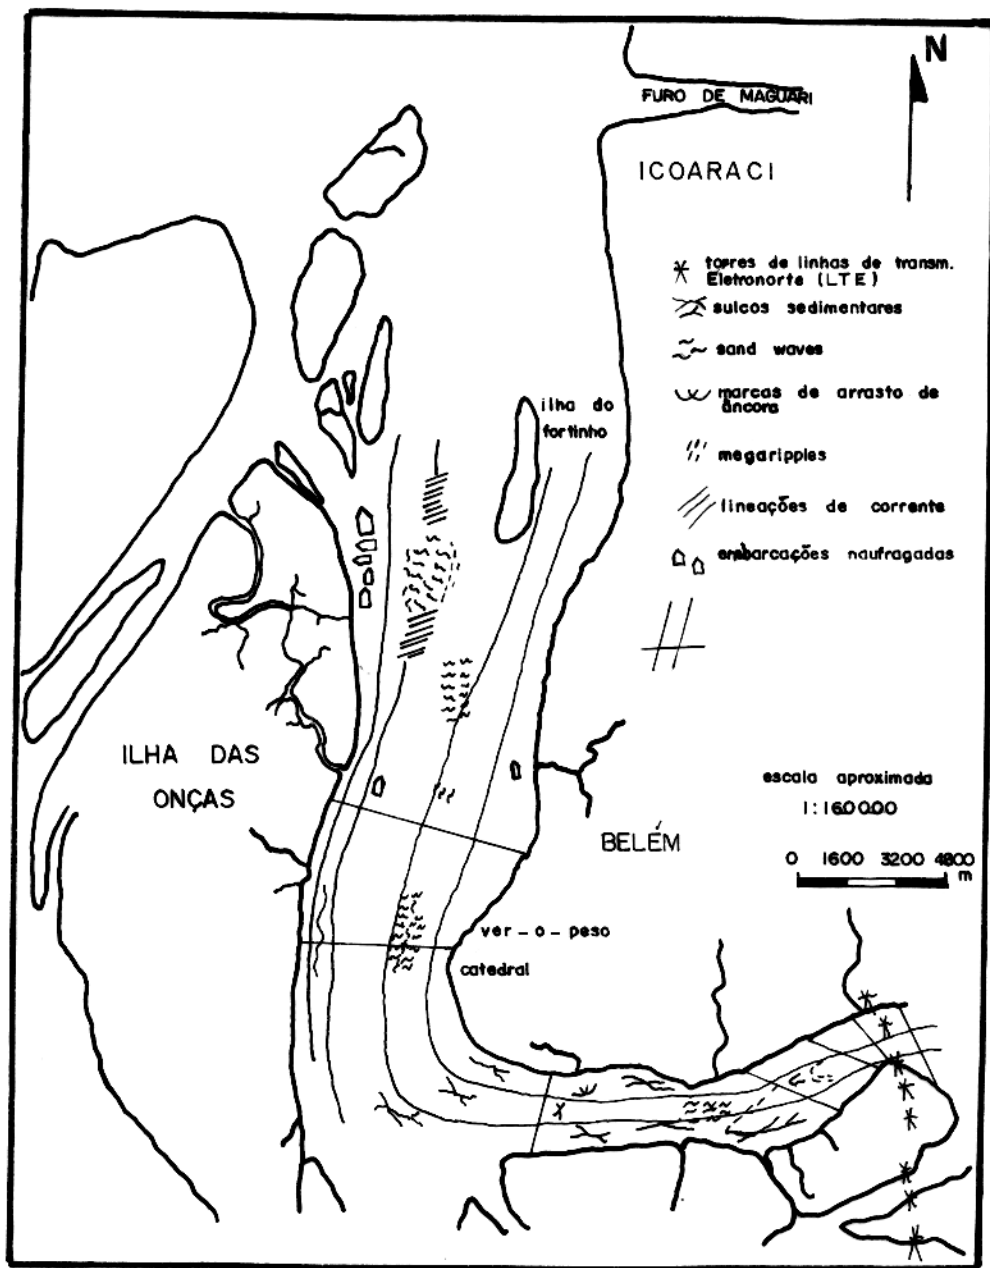 N
FURO DE MAGUARI
ICOARACI
torres de linhas de transm.
Eletronorte (LTE)
sulcos sedimentares
sand waves
marcas de arrasto de
âncora
ilha do
fortinho
megaripples
lineações de corrente
embarcações naufragadas
ILHA DAS
ONÇAS
escala aproximada
1:160000
BELÉM
0 1600 3200 4800
m
ver-o-peso
catedral